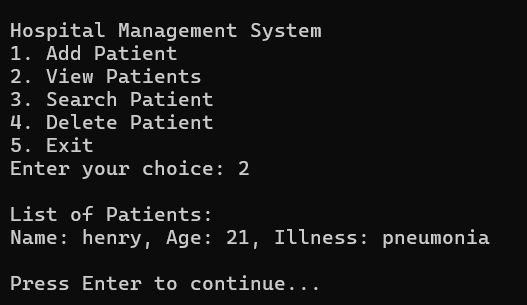 Hospital Management System
1. Add Patient
2. View Patients
3. Search Patient
4. Delete Patient
5. Exit
Enter your choice: 2
List of Patients:
Name: henry, Age: 21, Illness: pneumonia
Press Enter to continue...